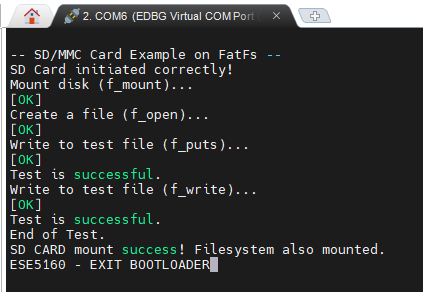 2. COM6 (EDBG Virtual COM Port
-- SD/MMC Card Example on FatFs --
SD Card initiated correctly!
Mount disk (f_mount)...
[OK]
Create a file (f_open)...
[OK]
Write to test file (f_puts)...
[OK]
Test is successful.
Write to test file (f_write)...
[OK]
Test is successful.
End of Test.
SD CARD mount success! Filesystem also mounted.
ESE5160 - EXIT BOOTLOADER